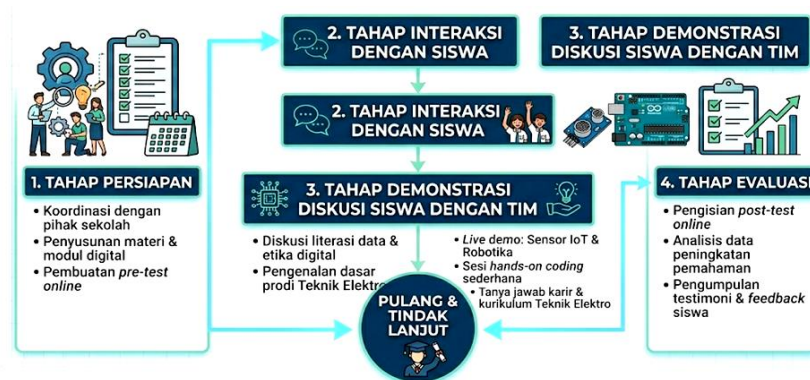 2. TAHAP INTERAKSI
DENGAN SISWA
3. TAHAP DEMONSTRASI
DISKUSI SISWA DENGAN TIM
2. TAHAP INTERAKSI
DENGAN SISWA
1. TAHAP PERSIAPAN
• Koordinasi dengan
pihak sekolah
• Penyusunan materi &
modul digital
• Pembuatan pre-test
online
3. TAHAP DEMONSTRASI
DISKUSI SISWA DENGAN TIM
• Diskusi literasi data &
etika digital
• Pengenalan dasar
prodi Teknik Elektro
• Live demo: Sensor IoT &
Robotika
• Sesi hands-on coding
sederhana
• Tanya jawab karir &
kurikulum Teknik Elektro
4. TAHAP EVALUASI
• Pengisian post-test
online
• Analisis data
peningkatan
pemahaman
• Pengumpulan
testimoni & feedback
siswa
PULANG &
TINDAK
LANJUT